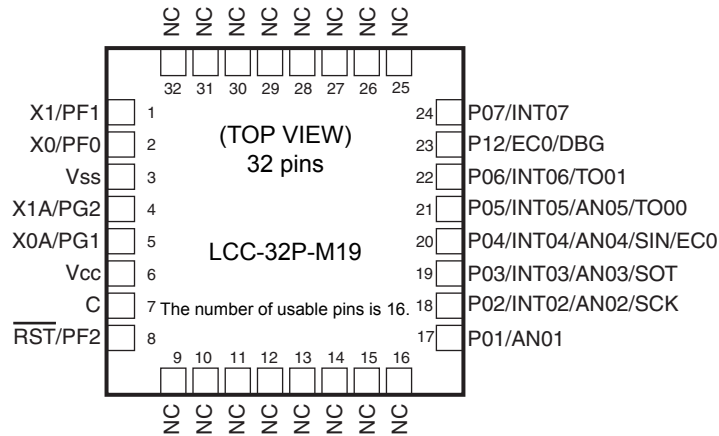 NC NC NC NC NC NC NC NC
32 31 30 29 28 27 26 25
X1/PF1 1 24 P07/INT07
(TOP VIEW)
X0/PF0 2 23 P12/EC0/DBG
32 pins
Vss 3 22 P06/INT06/TO01
X1A/PG2 4 21 P05/INT05/AN05/TO00
X0A/PG1 5 20 P04/INT04/AN04/SIN/EC0
LCC-32P-M19
Vcc 6 19 P03/INT03/AN03/SOT
C 7 The number of usable pins is 16. 18 P02/INT02/AN02/SCK
RST/PF2 8 17 P01/AN01
9 10 11 12 13 14 15 16
NC NC NC NC NC NC NC NC